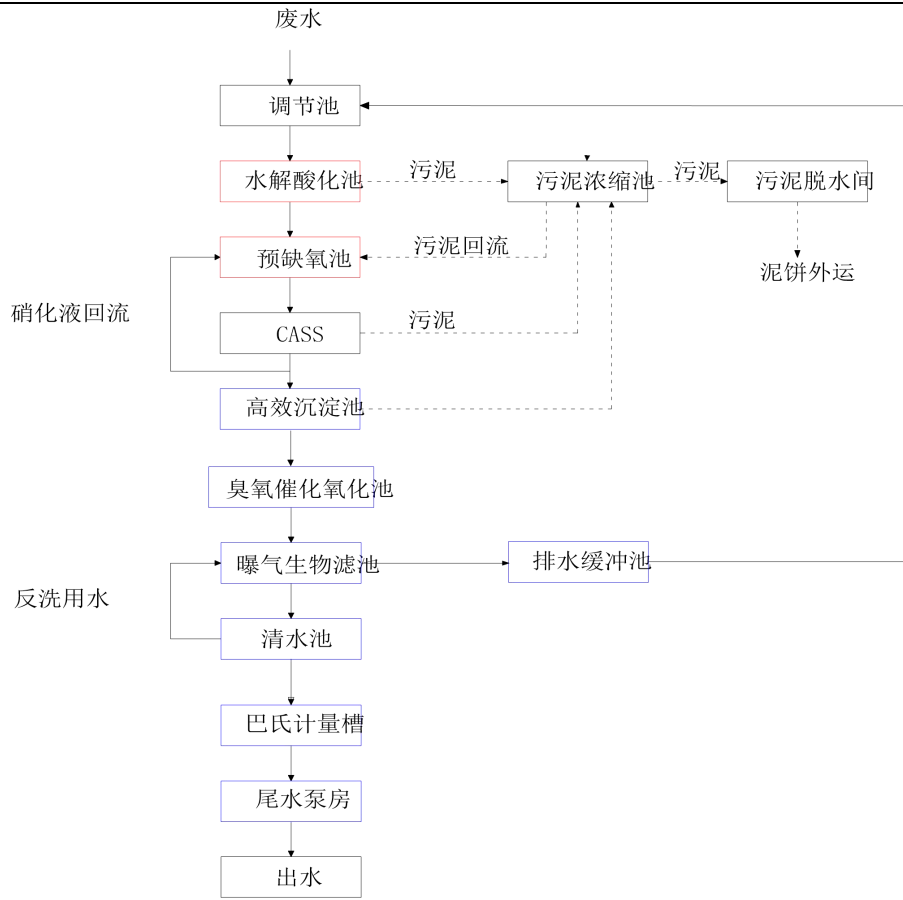 废水
调节池
水解酸化池
污泥
污泥浓缩池
污泥
污泥脱水间
预缺氧池
污泥回流
泥饼外运
硝化液回流
CASS
污泥
高效沉淀池
臭氧催化氧化池
曝气生物滤池
排水缓冲池
反洗用水
清水池
巴氏计量槽
尾水泵房
出水